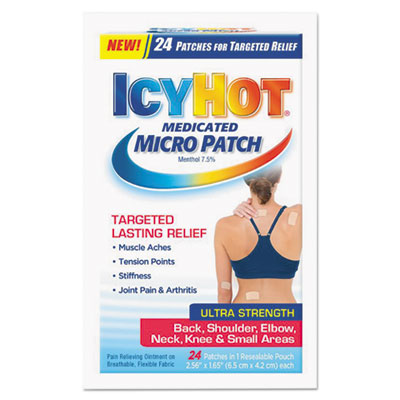 NEW!
24 PATCHES FOR TARGETED RELIEF
ICYHOT®
MEDICATED
MICRO PATCH
Menthol 7.5%
TARGETED
LASTING RELIEF
• Muscle Aches
• Tension Points
• Stiffness
• Joint Pain & Arthritis
ULTRA STRENGTH
Back, Shoulder, Elbow,
Neck, Knee & Small Areas
Pain Relieving Ointment on
Breathable, Flexible Fabric
24 Patches in 1 Resealable Pouch
2.56" x 1.65" (6.5 cm x 4.2 cm) each